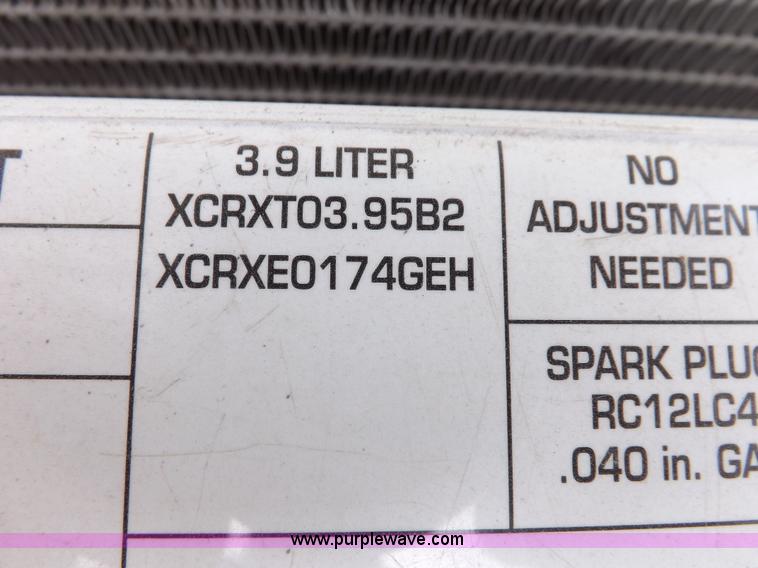 3.9 LITER
XCRXT03.95B2
XCRXE0174GEH
NO
ADJUSTMENT
NEEDED
SPARK PLUG
RC12LC4
.040 in. GA
www.purplewave.com